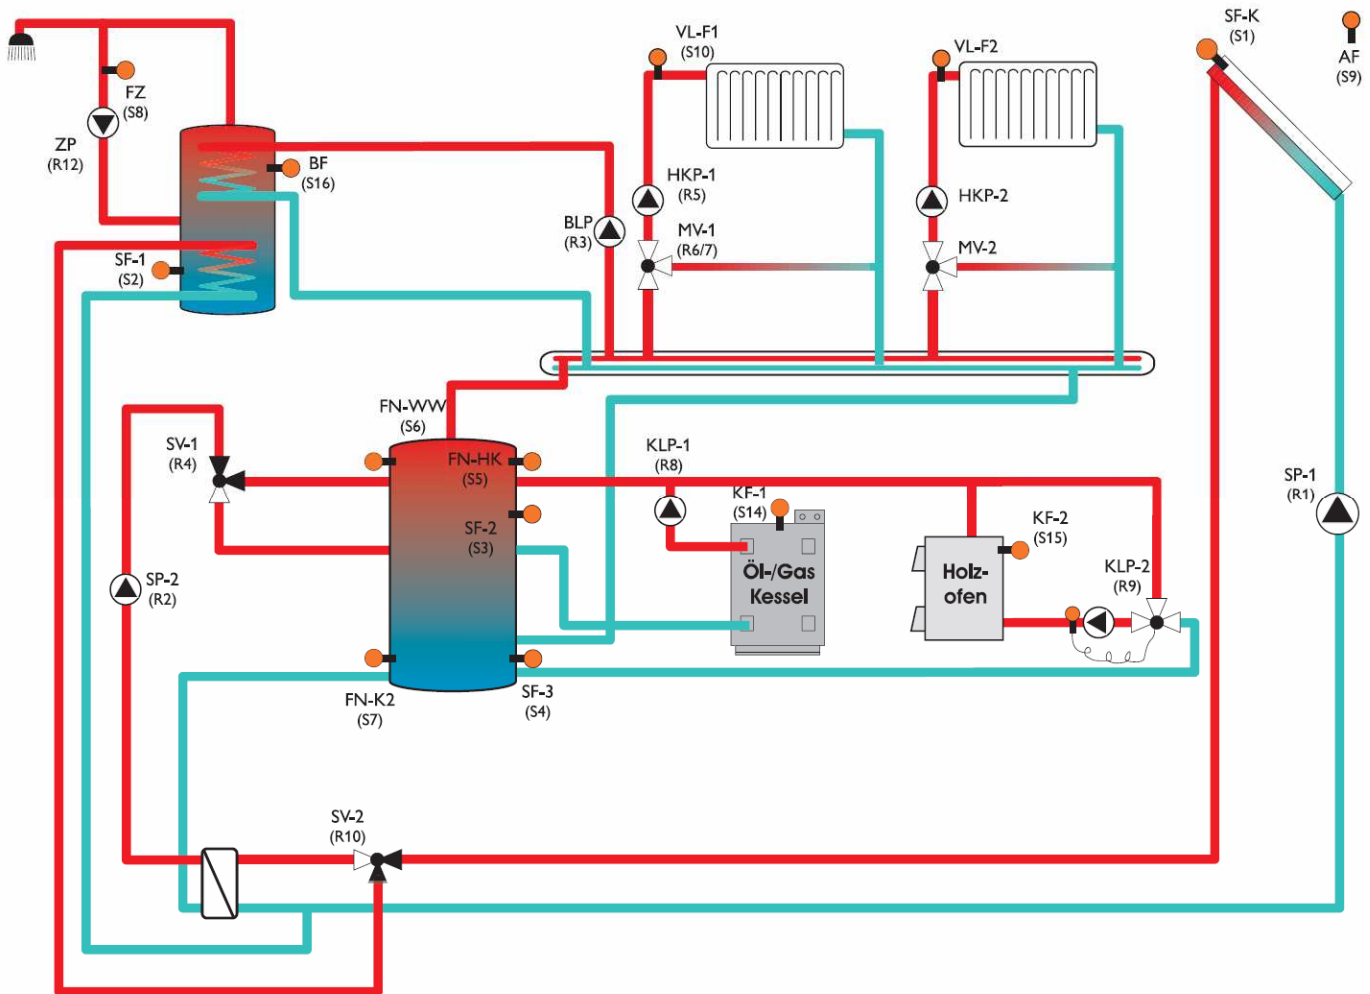 VL-F1
(S10)
VL-F2
SF-K
(S1)
AF
(S9)
FZ
(S8)
ZP
(R12)
BF
(S16)
HKP-1
(R5)
HKP-2
BLP
(R3)
MV-1
(R6/7)
MV-2
SF-1
(S2)
FN-WW
(S6)
SV-1
(R4)
FN-HK
(S5)
KLP-1
(R8)
KF-1
(S14)
SP-1
(R1)
SF-2
(S3)
KF-2
(S15)
Öl-/Gas
Kessel
Holz-
ofen
KLP-2
(R9)
SP-2
(R2)
FN-K2
(S7)
SF-3
(S4)
SV-2
(R10)